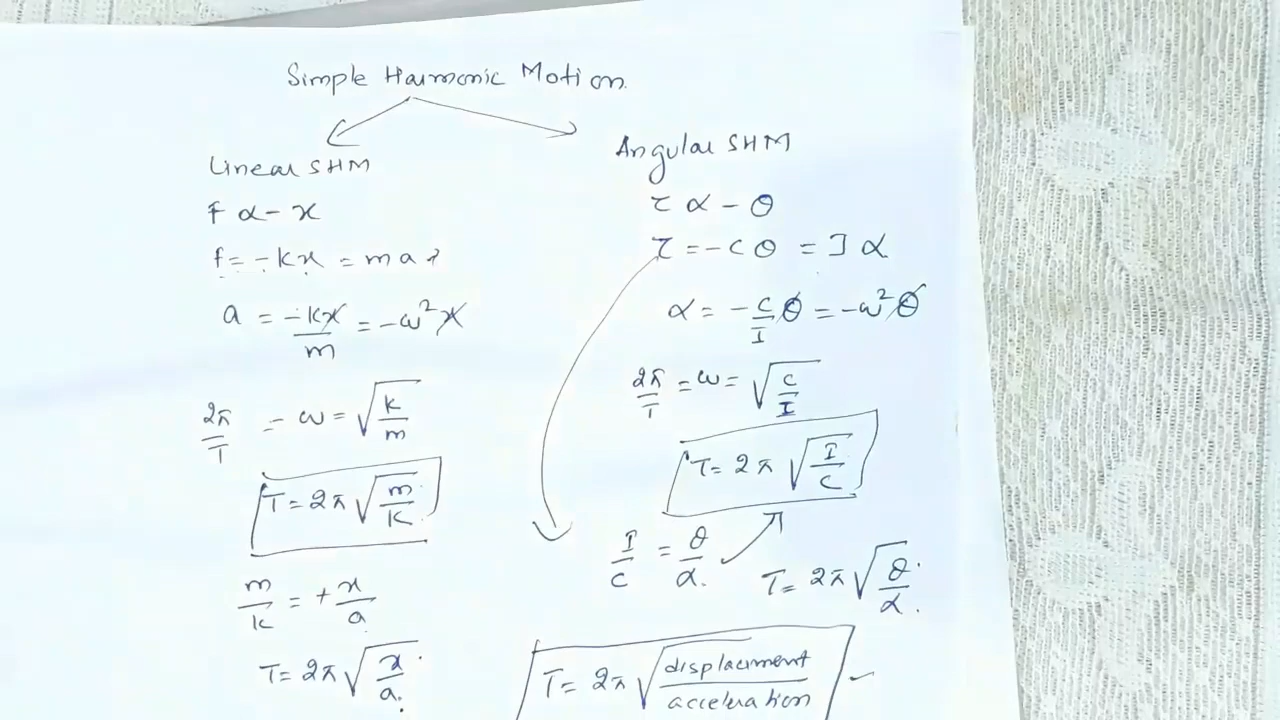 Simple Harmonic Motion
Linear SHM
F α - x
f = -kx = ma
a = -kx/m = -ω²x
2π/T = ω = √(k/m)
T = 2π √(m/K)
m/k = + x/a
T = 2π √(x/a)
Angular SHM
τ α - θ
τ = -cθ = I α
α = - c/I θ = -ω²θ
2π/T = ω = √(c/I)
T = 2π √(I/C)
I/c = θ/α
T = 2π √(θ/α)
T = 2π √(displacement/acceleration)